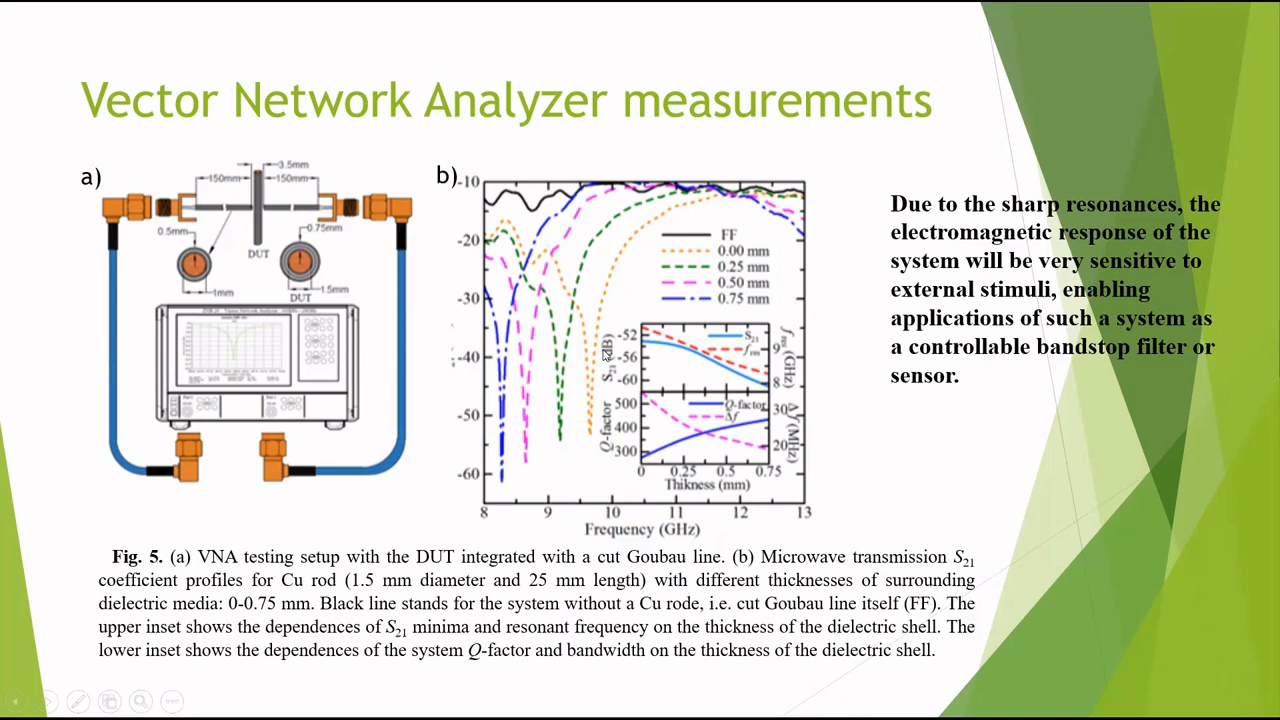 Vector Network Analyzer measurements
a)
3.5mm
150mm
150mm
0.5mm
0.75mm
DUT
1mm
1.5mm
DUT
b)
-10
-20
-30
-40
-50
-60
FF
0.00 mm
0.25 mm
0.50 mm
0.75 mm
-52
-56
-60
S21 (dB)
S21
fres
9
8
fres (GHz)
500
400
300
Q-factor
Q-factor
Δf
30
20
Δf (MHz)
0 0.25 0.5 0.75
Thikness (mm)
8 9 10 11 12 13
Frequency (GHz)
Due to the sharp resonances, the
electromagnetic response of the
system will be very sensitive to
external stimuli, enabling
applications of such a system as
a controllable bandstop filter or
sensor.
Fig. 5. (a) VNA testing setup with the DUT integrated with a cut Goubau line. (b) Microwave transmission S21
coefficient profiles for Cu rod (1.5 mm diameter and 25 mm length) with different thicknesses of surrounding
dielectric media: 0-0.75 mm. Black line stands for the system without a Cu rode, i.e. cut Goubau line itself (FF). The
upper inset shows the dependences of S21 minima and resonant frequency on the thickness of the dielectric shell. The
lower inset shows the dependences of the system Q-factor and bandwidth on the thickness of the dielectric shell.